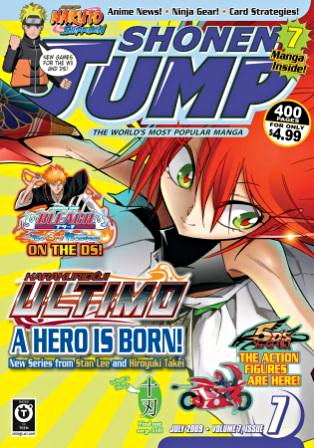 Anime News! • Ninja Gear! • Card Strategies!
NARUTO
SHONEN
JUMP
7
Manga
Inside!
NEW GAMES
FOR THE WII
AND DS!
THE WORLD'S MOST POPULAR MANGA
400
PAGES
FOR ONLY
$4.99
BLEACH
ON THE DS!
KARAKURIDÔJI
ULTIMO
A HERO IS BORN!
New Series from Stan Lee and Hiroyuki Takei
5D's
THE ACTION
FIGURES
ARE HERE!
T
JULY 2009 • VOLUME 7, ISSUE 7